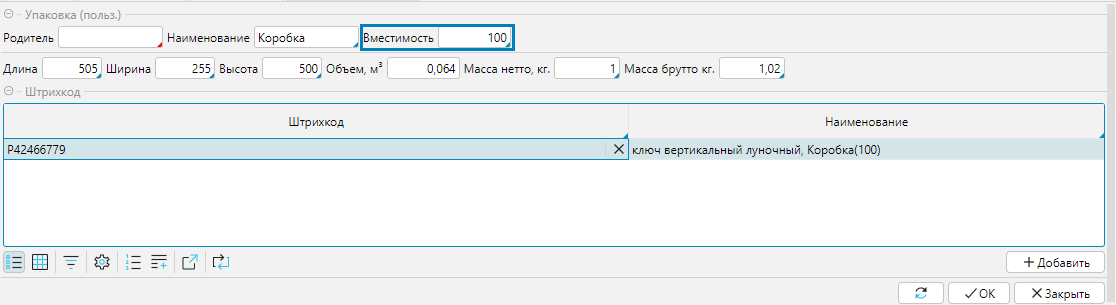 Упаковка (польз.)
Родитель Наименование Коробка Вместимость 100
Длина 505 Ширина 255 Высота 500 Объем, м³ 0,064 Масса нетто, кг. 1 Масса брутто кг. 1,02
Штрихкод
Штрихкод Наименование
P42466779 ключ вертикальный луночный, Коробка(100)
Добавить
ОК Закрыть